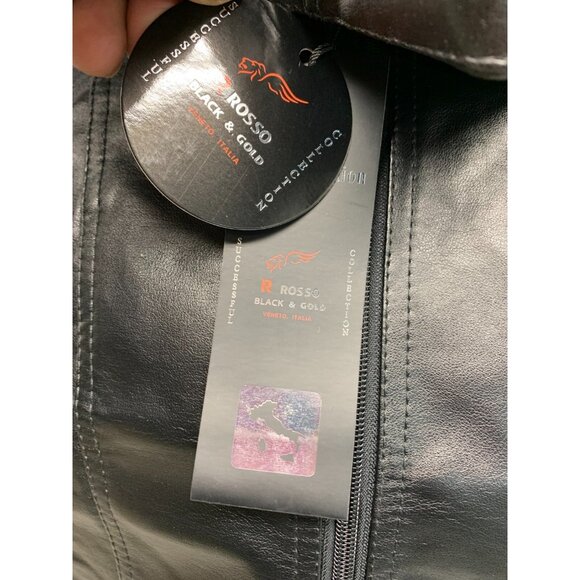 SUCCESSFUL
R ROSSO
BLACK & GOLD
VENETO, ITALIA
COLLECTION
SUCCESSFUL
R ROSSO
BLACK & GOLD
VENETO, ITALIA
COLLECTION